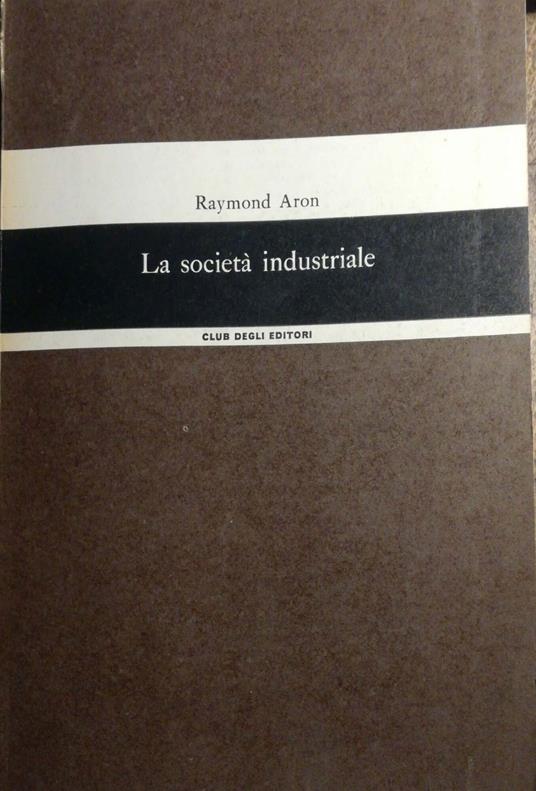 Raymond Aron
La società industriale
CLUB DEGLI EDITORI